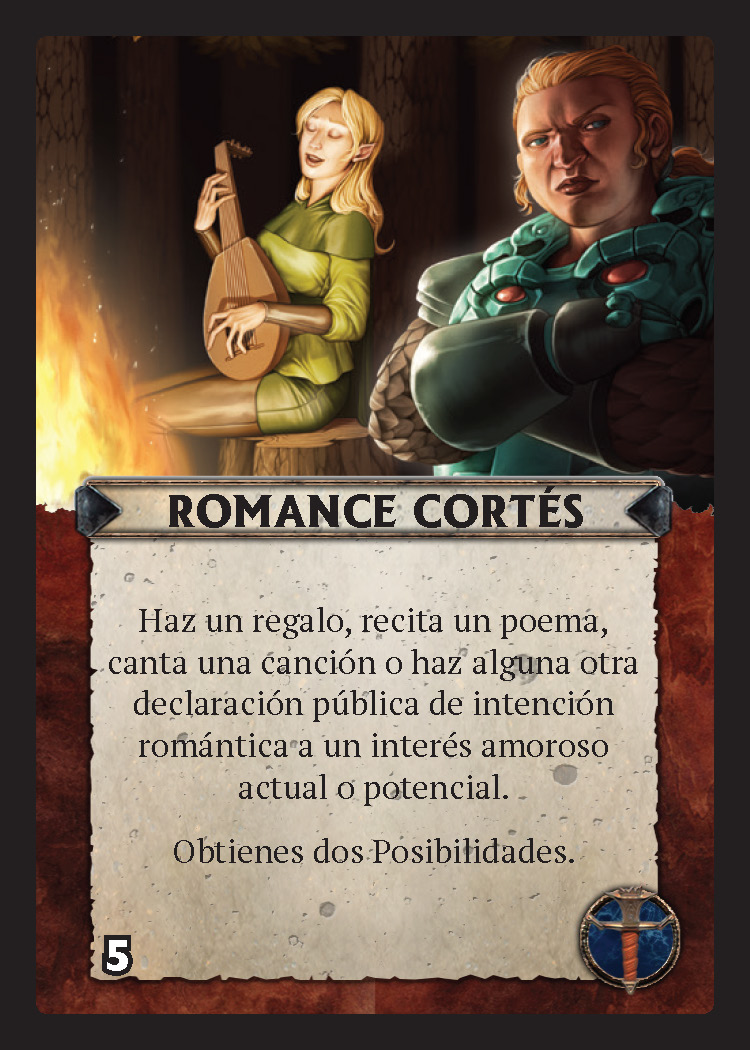 ROMANCE CORTÉS
Haz un regalo, recita un poema,
canta una canción o haz alguna otra
declaración pública de intención
romántica a un interés amoroso
actual o potencial.
Obtienes dos Posibilidades.
5